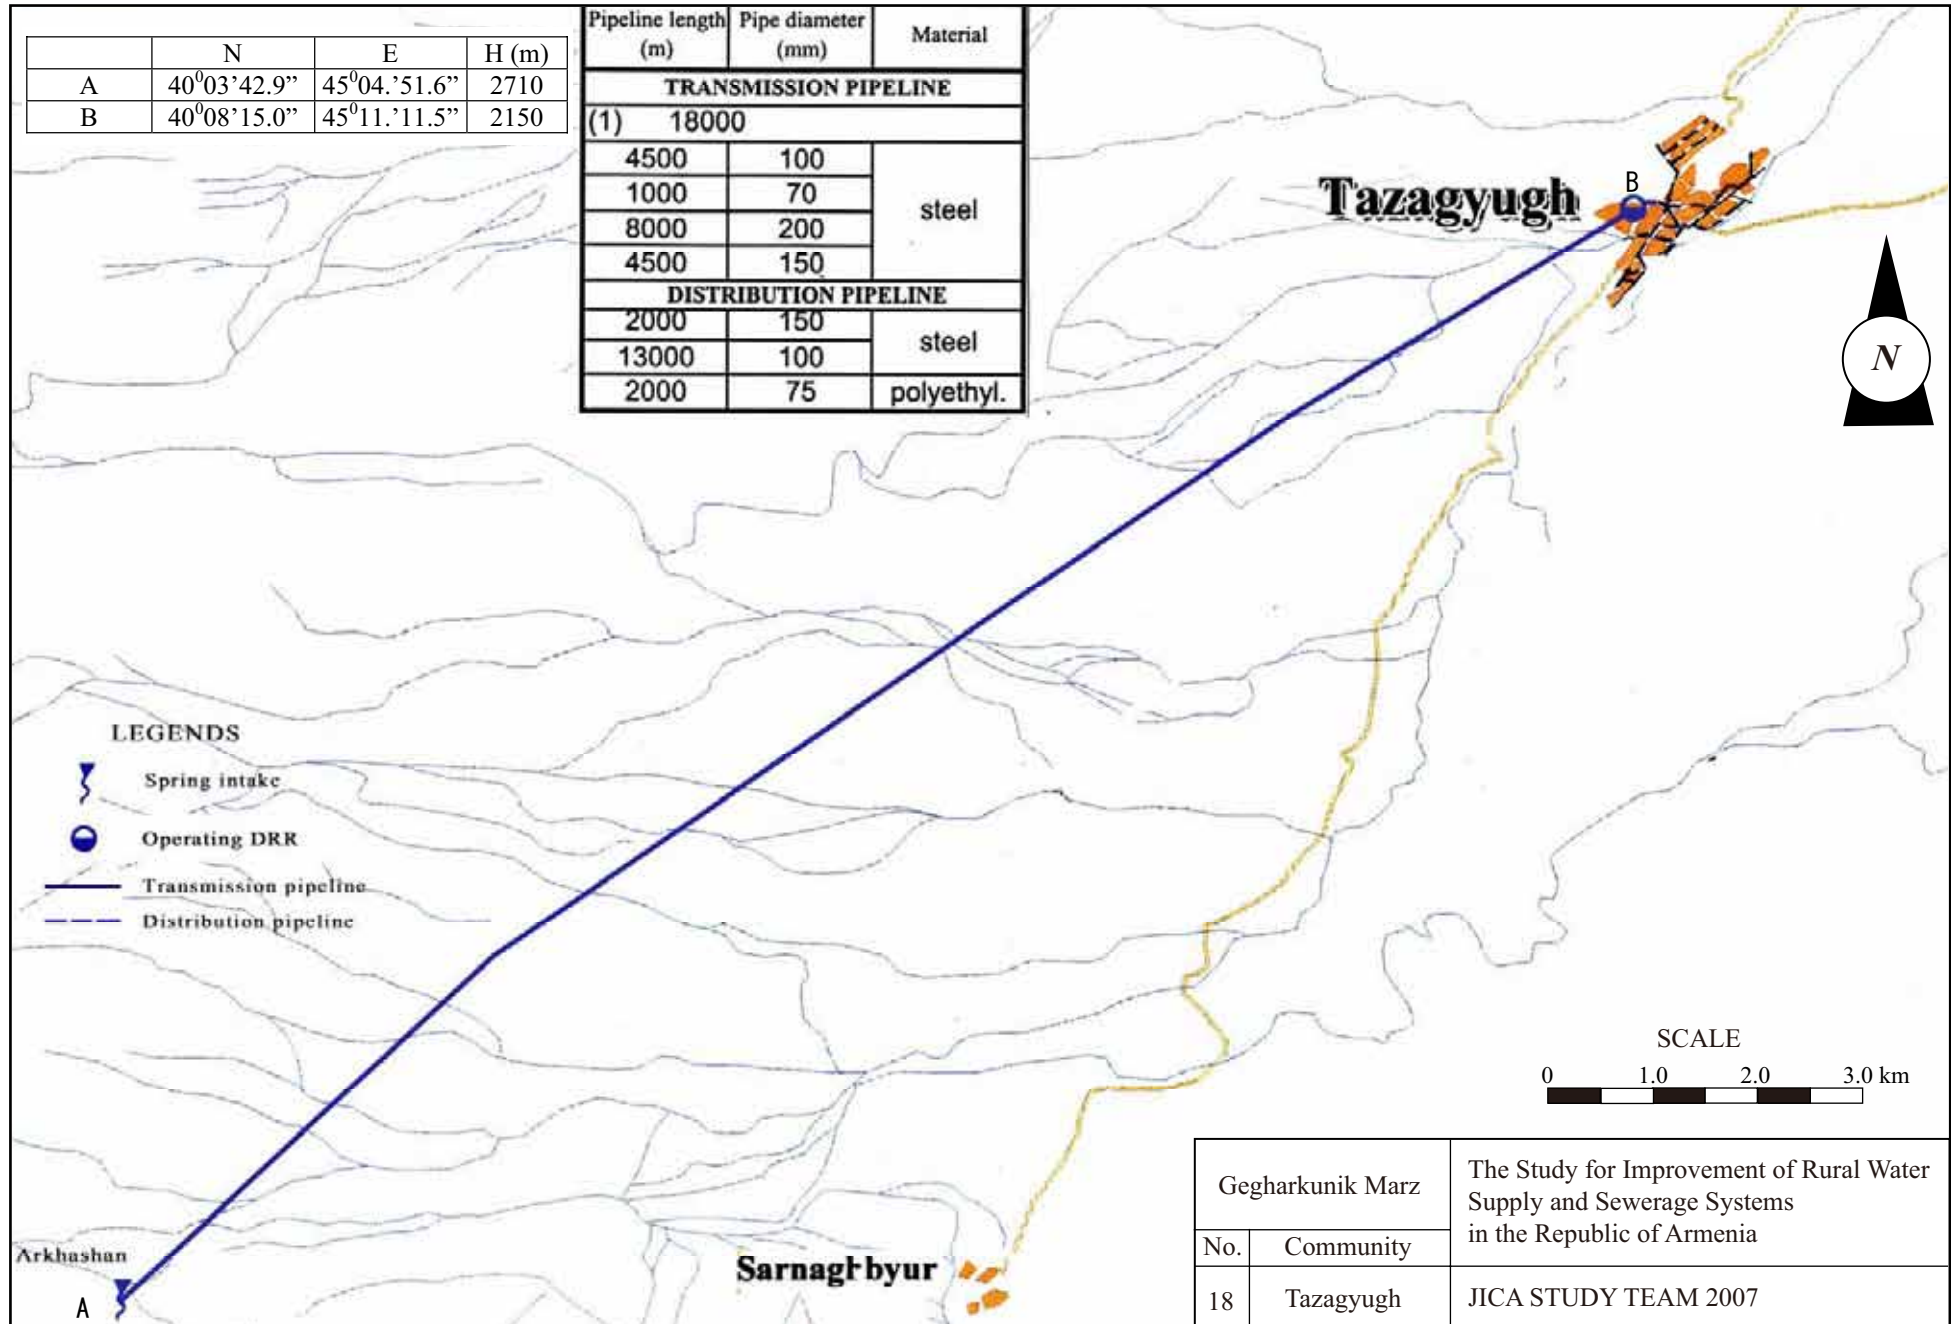 N E H (m)
A 40⁰03’42.9” 45⁰04.’51.6” 2710
B 40⁰08’15.0” 45⁰11.’11.5” 2150
Pipeline length (m) Pipe diameter (mm) Material
TRANSMISSION PIPELINE
(1) 18000
4500 100
1000 70
steel
8000 200
4500 150
DISTRIBUTION PIPELINE
2000 150
steel
13000 100
2000 75 polyethyl.
Tazagyugh
B
N
LEGENDS
Spring intake
Operating DRR
Transmission pipeline
Distribution pipeline
SCALE
0 1.0 2.0 3.0 km
Arkhashan
A
Sarnaghbyur
Gegharkunik Marz
The Study for Improvement of Rural Water
Supply and Sewerage Systems
in the Republic of Armenia
No. Community
18 Tazagyugh JICA STUDY TEAM 2007